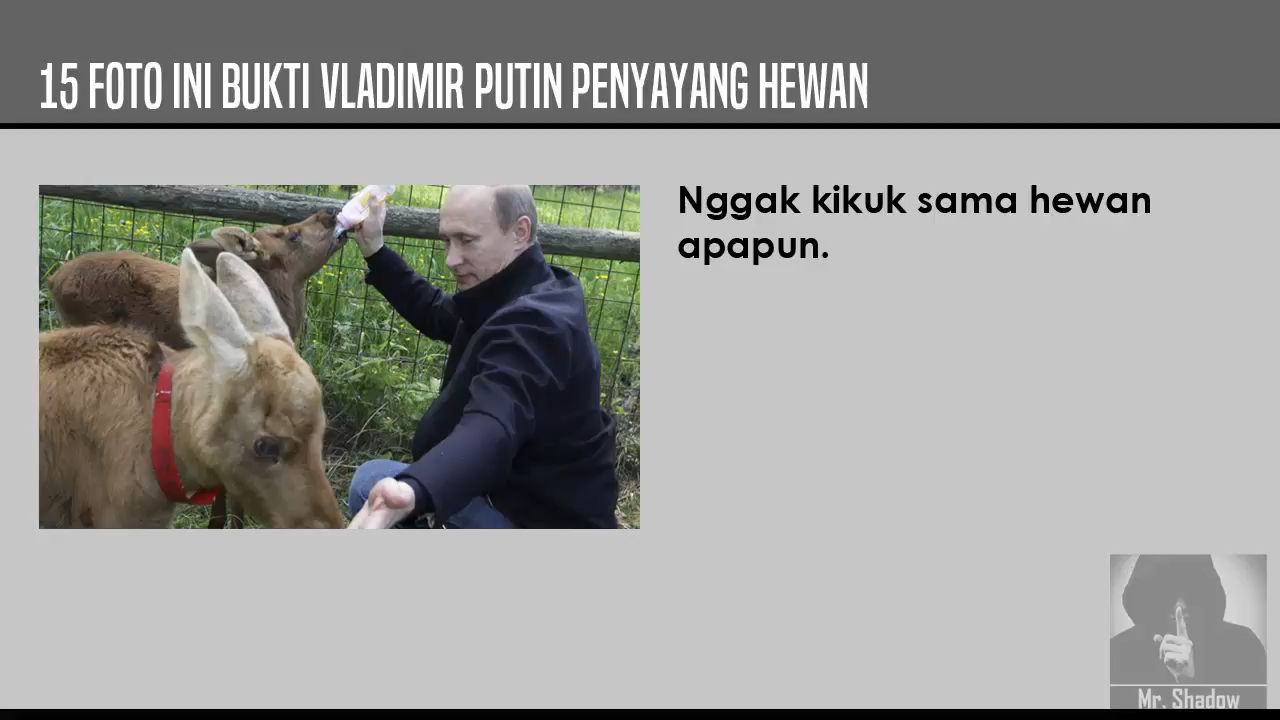 15 FOTO INI BUKTI VLADIMIR PUTIN PENYAYANG HEWAN
Nggak kikuk sama hewan
apapun.
Mr. Shadow